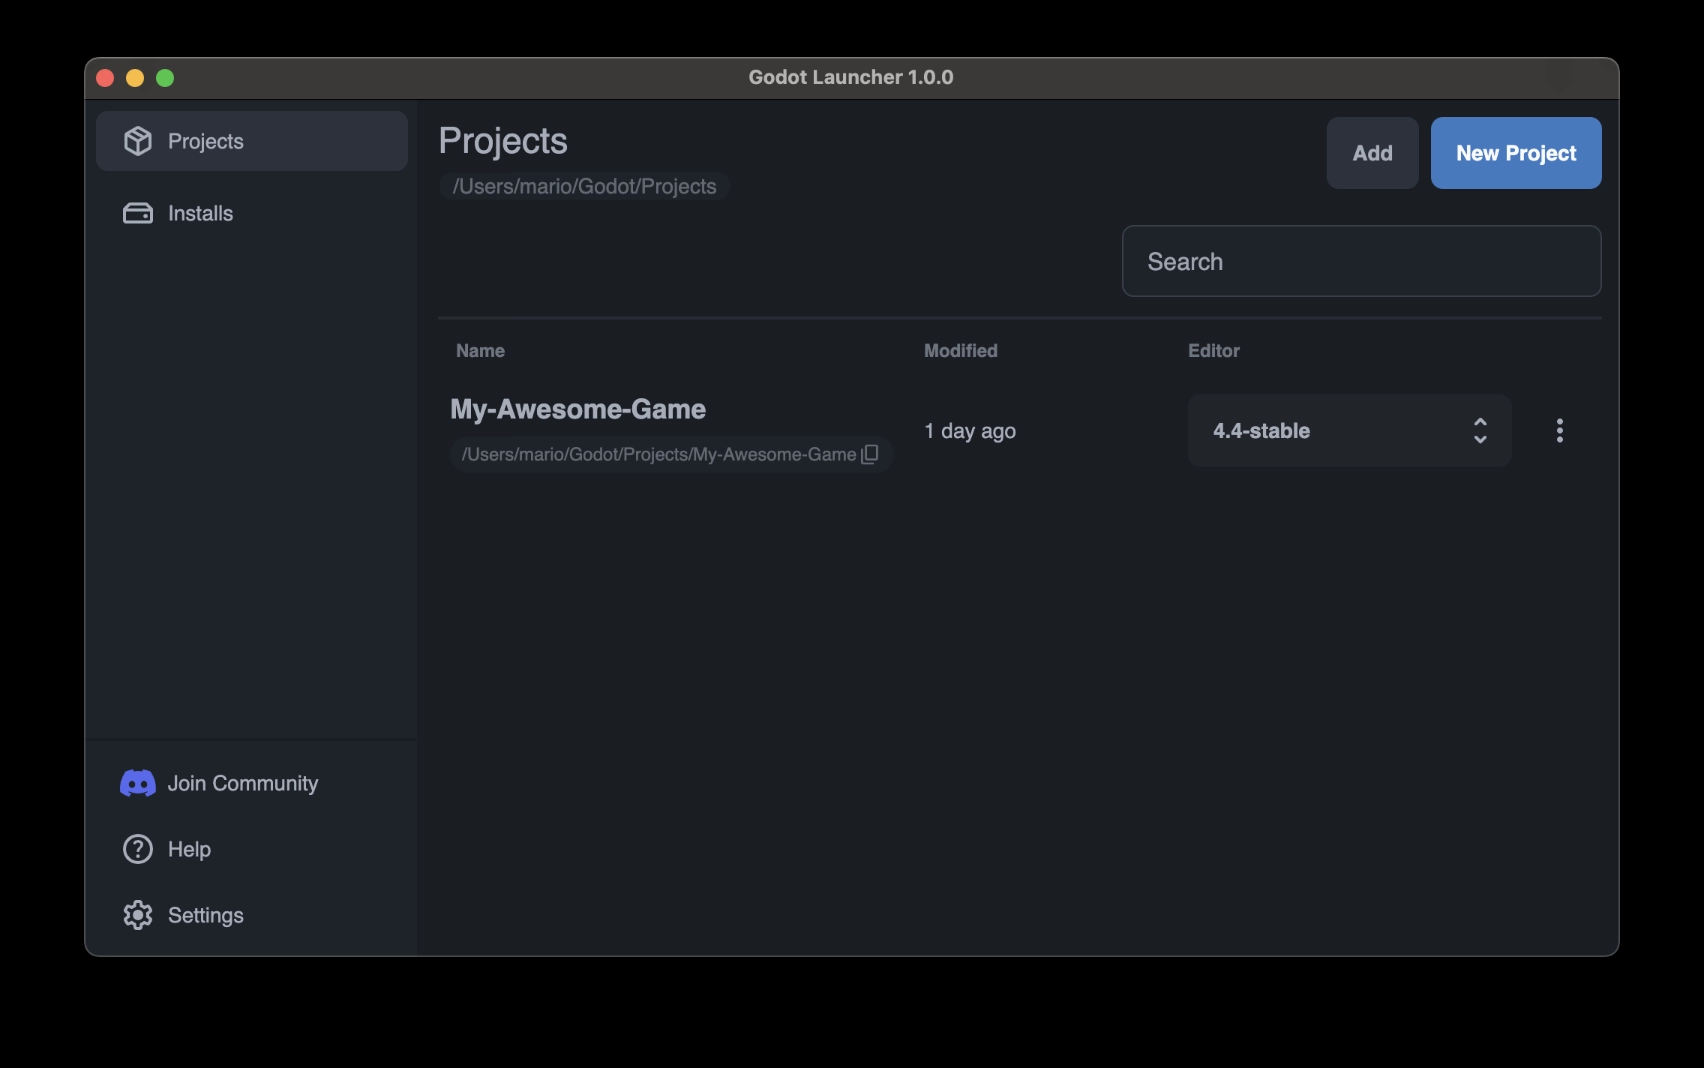 Godot Launcher 1.0.0
Projects
Installs
Join Community
Help
Settings
Projects
/Users/mario/Godot/Projects
Add
New Project
Search
Name Modified Editor
My-Awesome-Game
/Users/mario/Godot/Projects/My-Awesome-Game
1 day ago
4.4-stable